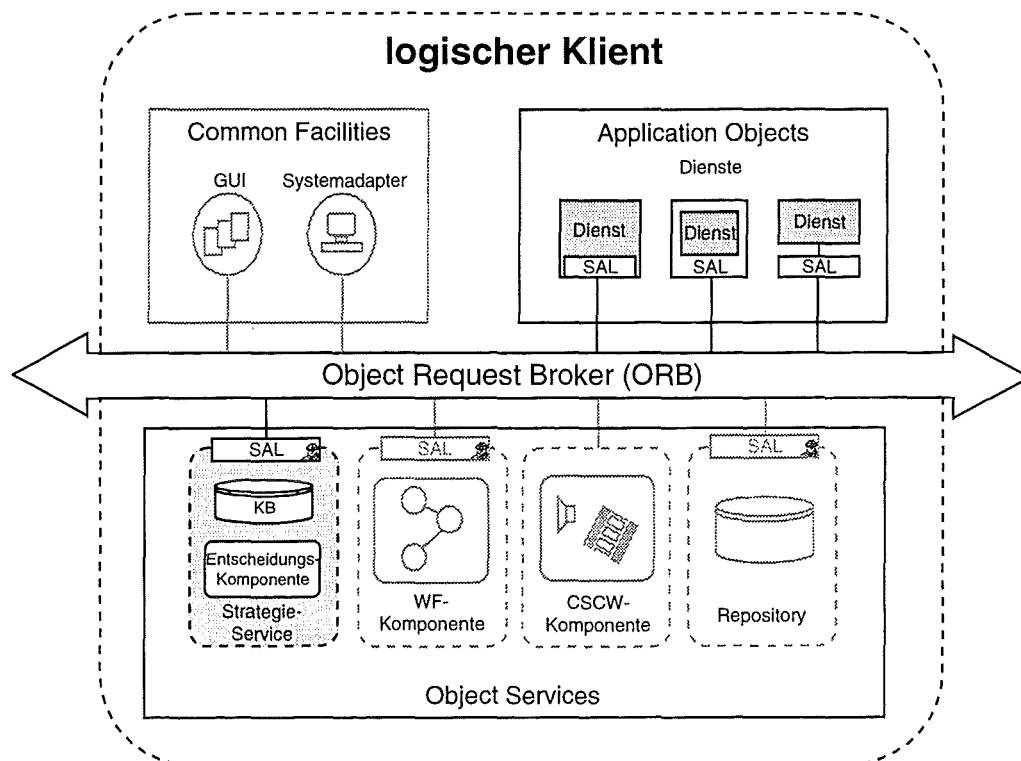 logischer Klient
Common Facilities
GUI
Systemadapter
Application Objects
Dienste
Dienst
SAL
Dienst
SAL
Dienst
SAL
Object Request Broker (ORB)
SAL
KB
Entscheidungs-
Komponente
Strategie-
Service
SAL
WF-
Komponente
CSCW-
Komponente
SAL
Repository
Object Services